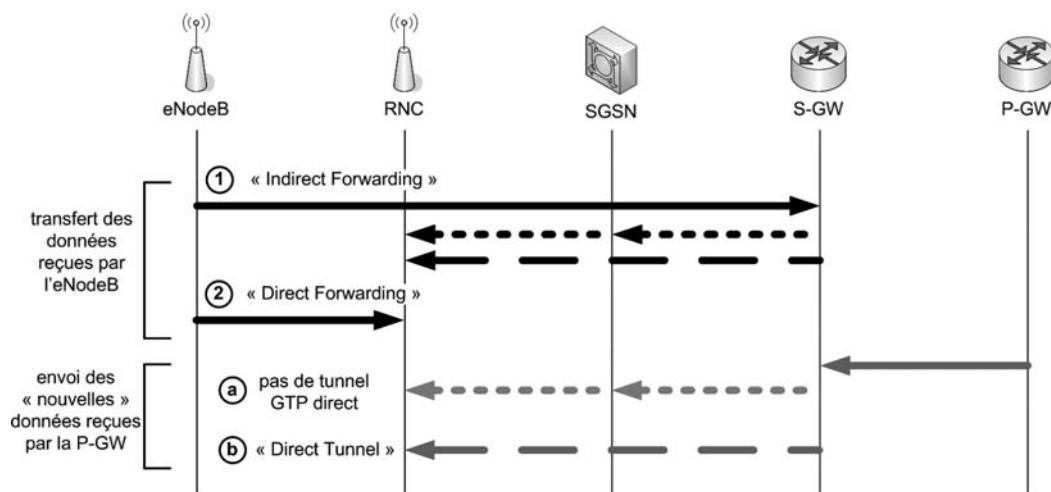 eNodeB
RNC
SGSN
S-GW
P-GW
1 « Indirect Forwarding »
transfert des
données
reçues par
l'eNodeB
2 « Direct Forwarding »
envoi des
« nouvelles »
données reçues
par la P-GW
a pas de tunnel
GTP direct
b « Direct Tunnel »